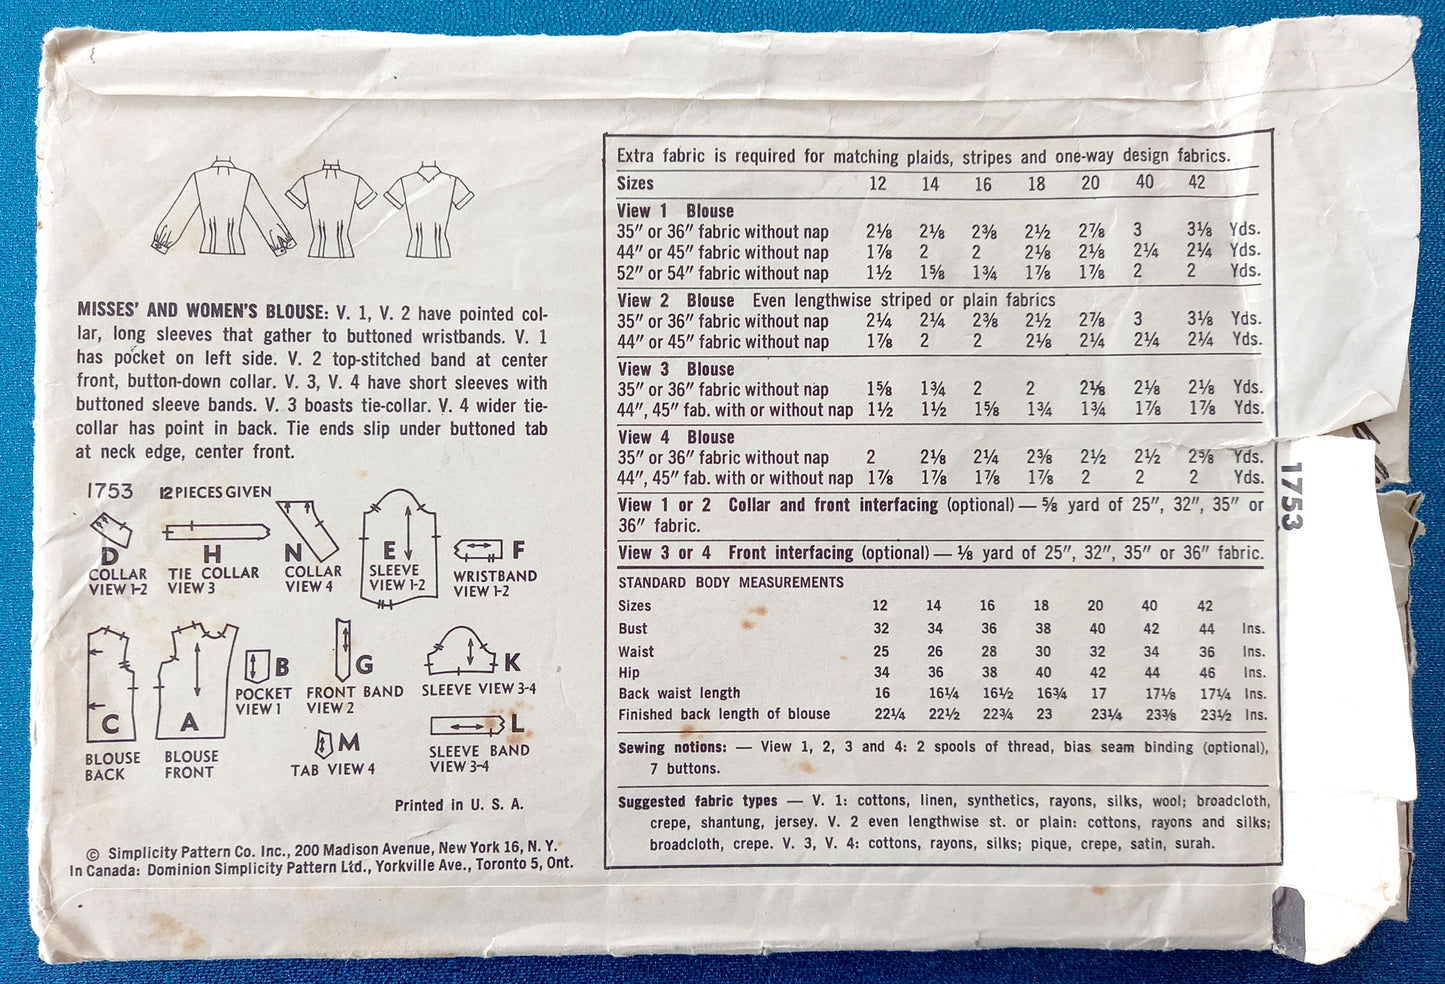 MISSES' AND WOMEN'S BLOUSE: V. 1, V. 2 have pointed col-
lar, long sleeves that gather to buttoned wristbands. V. 1
has pocket on left side. V. 2 top-stitched band at center
front, button-down collar. V. 3, V. 4 have short sleeves with
buttoned sleeve bands. V. 3 boasts tie-collar. V. 4 wider tie-
collar has point in back. Tie ends slip under buttoned tab
at neck edge, center front.
1753 12 PIECES GIVEN
D
COLLAR
VIEW 1-2
H
TIE COLLAR
VIEW 3
N
COLLAR
VIEW 4
E
SLEEVE
VIEW 1-2
F
WRISTBAND
VIEW 1-2
C
BLOUSE
BACK
A
BLOUSE
FRONT
B
POCKET
VIEW 1
G
FRONT BAND
VIEW 2
K
SLEEVE VIEW 3-4
M
TAB VIEW 4
L
SLEEVE BAND
VIEW 3-4
Printed in U. S. A.
© Simplicity Pattern Co. Inc., 200 Madison Avenue, New York 16, N. Y.
In Canada: Dominion Simplicity Pattern Ltd., Yorkville Ave., Toronto 5, Ont.
Extra fabric is required for matching plaids, stripes and one-way design fabrics.
Sizes 12 14 16 18 20 40 42
View 1 Blouse
35" or 36" fabric without nap 2⅛ 2⅛ 2⅜ 2½ 2⅞ 3 3⅛ Yds.
44" or 45" fabric without nap 1⅞ 2 2 2⅛ 2⅛ 2¼ 2¼ Yds.
52" or 54" fabric without nap 1½ 1⅝ 1¾ 1⅞ 1⅞ 2 2 Yds.
View 2 Blouse Even lengthwise striped or plain fabrics
35" or 36" fabric without nap 2¼ 2¼ 2⅜ 2½ 2⅞ 3 3⅛ Yds.
44" or 45" fabric without nap 1⅞ 2 2 2⅛ 2¼ 2¼ 2¼ Yds.
View 3 Blouse
35" or 36" fabric without nap 1⅝ 1¾ 2 2 2⅛ 2⅛ 2⅛ Yds.
44", 45" fab. with or without nap 1½ 1½ 1⅝ 1¾ 1¾ 1⅞ 1⅞ Yds.
View 4 Blouse
35" or 36" fabric without nap 2 2⅛ 2¼ 2⅜ 2½ 2½ 2⅝ Yds.
44", 45" fab. with or without nap 1⅞ 1⅞ 1⅞ 1⅞ 2 2 2 Yds.
View 1 or 2 Collar and front interfacing (optional) — ⅝ yard of 25", 32", 35" or
36" fabric.
View 3 or 4 Front interfacing (optional) — ⅛ yard of 25", 32", 35" or 36" fabric.
STANDARD BODY MEASUREMENTS
Sizes 12 14 16 18 20 40 42
Bust 32 34 36 38 40 42 44 Ins.
Waist 25 26 28 30 32 34 36 Ins.
Hip 34 36 38 40 42 44 46 Ins.
Back waist length 16 16¼ 16½ 16¾ 17 17⅛ 17¼ Ins.
Finished back length of blouse 22¼ 22½ 22¾ 23 23¼ 23⅜ 23½ Ins.
Sewing notions: — View 1, 2, 3 and 4: 2 spools of thread, bias seam binding (optional),
7 buttons.
Suggested fabric types — V. 1: cottons, linen, synthetics, rayons, silks, wool; broadcloth,
crepe, shantung, jersey. V. 2 even lengthwise st. or plain: cottons, rayons and silks;
broadcloth, crepe. V. 3, V. 4: cottons, rayons, silks; pique, crepe, satin, surah.
1753